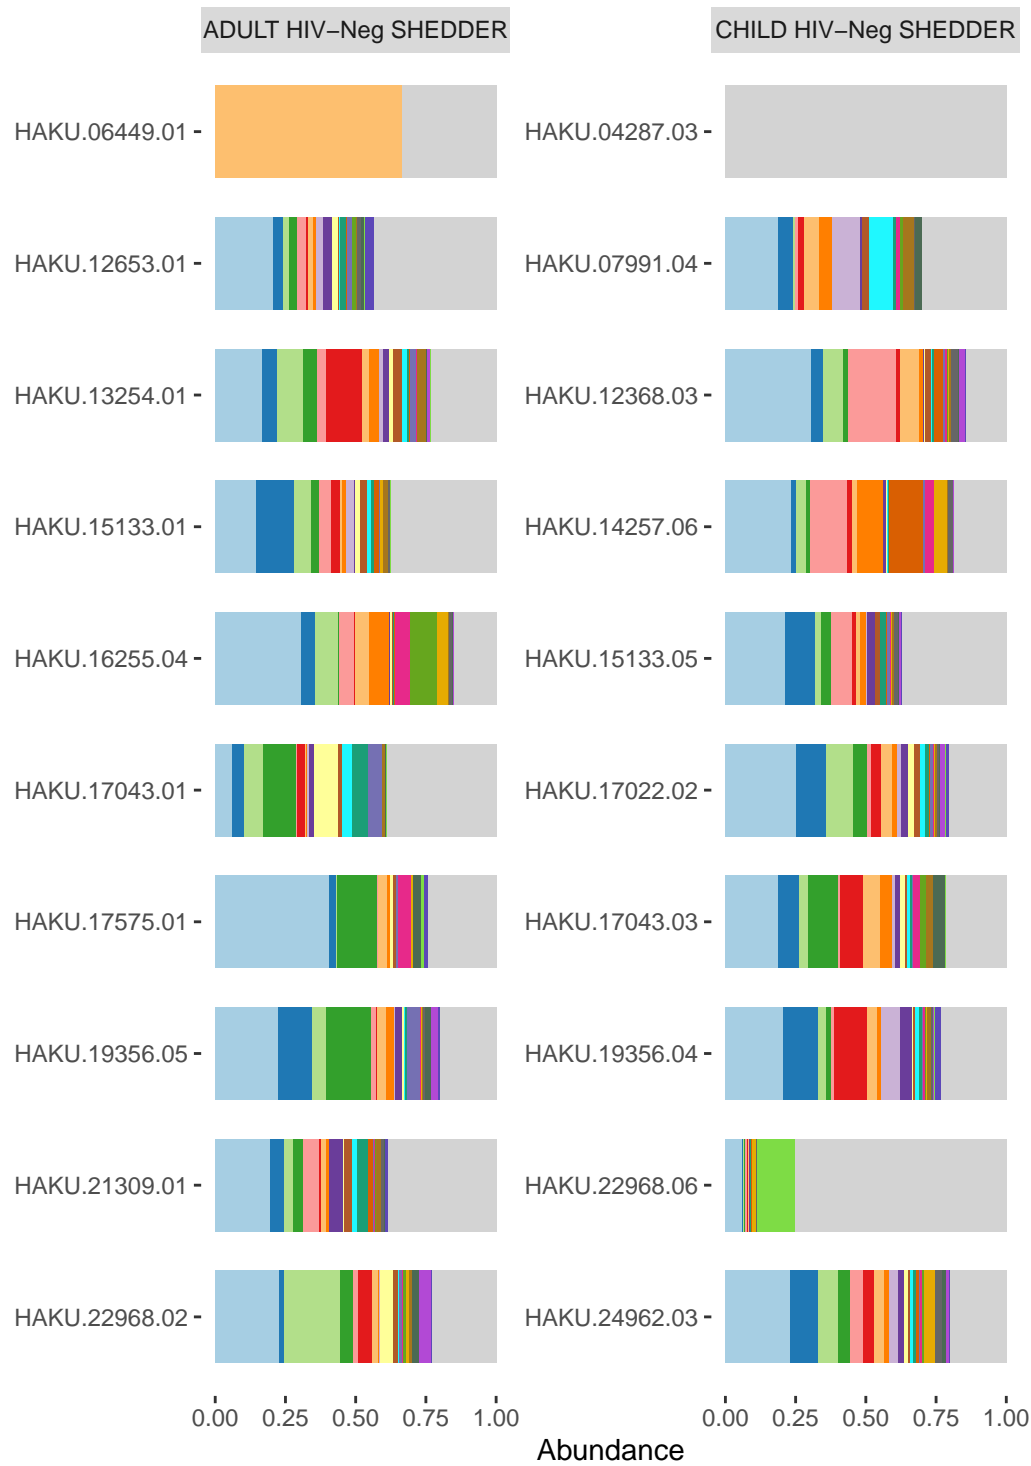 ADULT HIV−Neg SHEDDER
CHILD HIV−Neg SHEDDER
HAKU.06449.01
HAKU.04287.03
HAKU.12653.01
HAKU.07991.04
HAKU.13254.01
HAKU.12368.03
HAKU.15133.01
HAKU.14257.06
HAKU.16255.04
HAKU.15133.05
HAKU.17043.01
HAKU.17022.02
HAKU.17575.01
HAKU.17043.03
HAKU.19356.05
HAKU.19356.04
HAKU.21309.01
HAKU.22968.06
HAKU.22968.02
HAKU.24962.03
0.00 0.25 0.50 0.75 1.00
0.00 0.25 0.50 0.75 1.00
Abundance